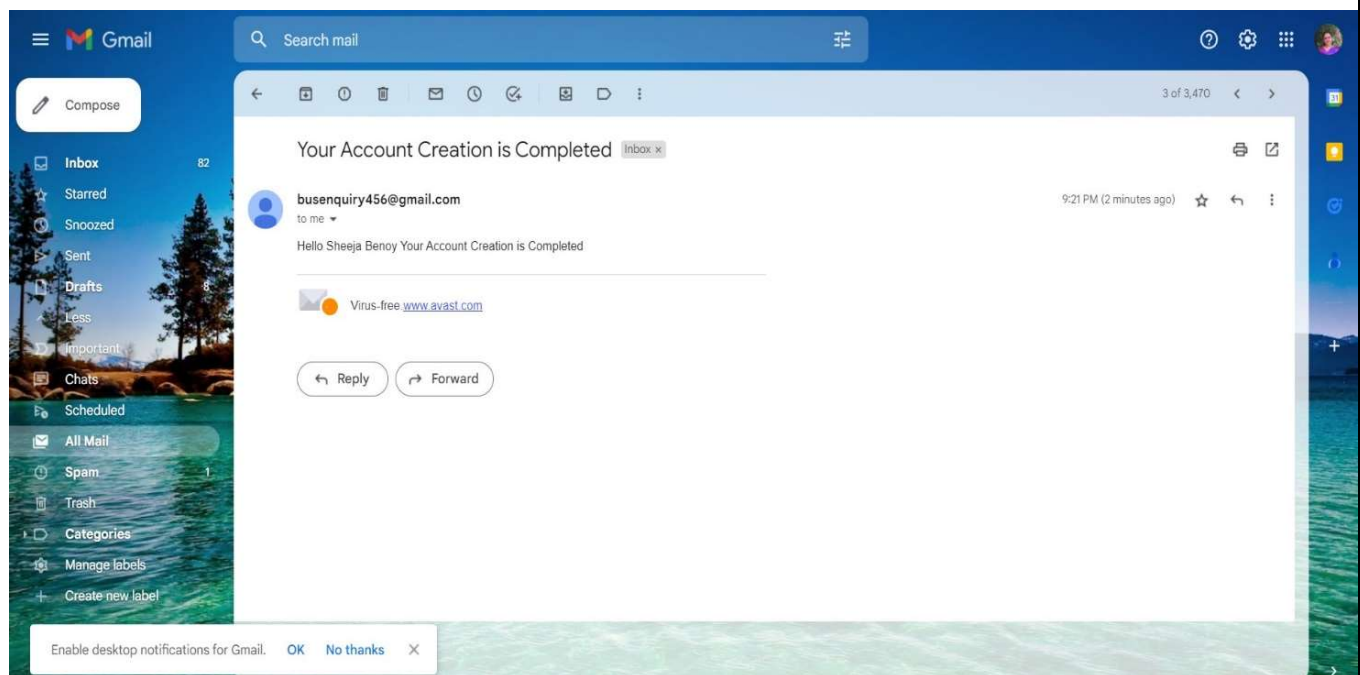 Gmail
Search mail
Compose
3 of 3,470
Inbox 82
Starred
Snoozed
Sent
Drafts 8
Less
Important
Chats
Scheduled
All Mail
Spam 1
Trash
Categories
Manage labels
Create new label
Your Account Creation is Completed Inbox x
busenquiry456@gmail.com 9:21 PM (2 minutes ago)
to me
Hello Sheeja Benoy Your Account Creation is Completed
Virus-free.www.avast.com
Reply Forward
Enable desktop notifications for Gmail. OK No thanks
31